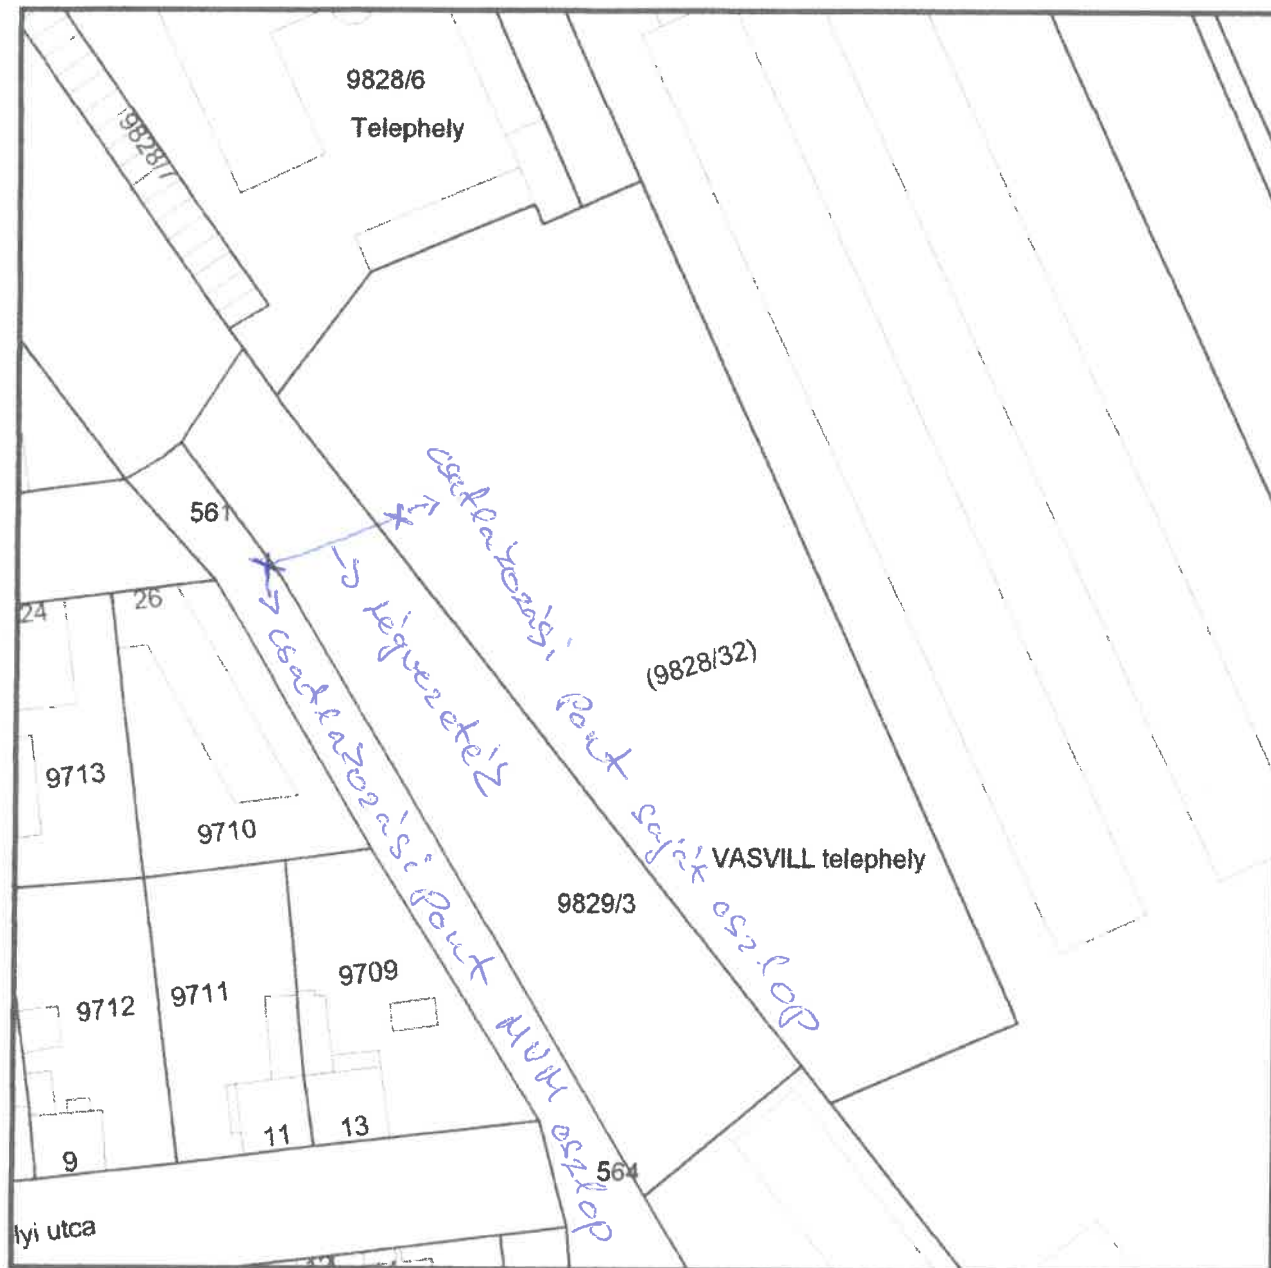 9828/6
Telephely
9828/7
561
csatlakozási Pont saját oszlop
légvezeték
csatlakozási Pont MVM oszlop
24
26
(9828/32)
9713
9710
VASVILL telephely
9829/3
9709
9711
9712
11
13
9
564
lyi utca